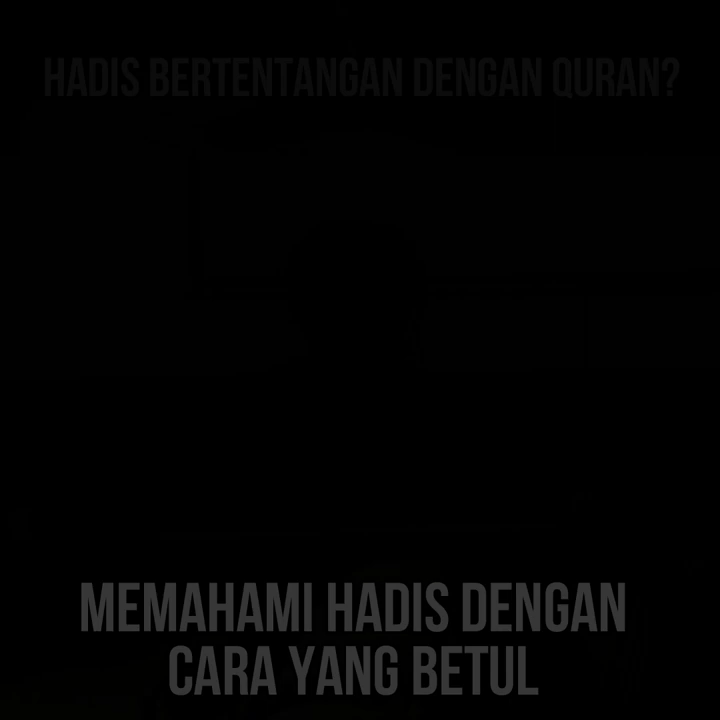 HADIS BERTENTANGAN DENGAN QURAN?
MEMAHAMI HADIS DENGAN
CARA YANG BETUL